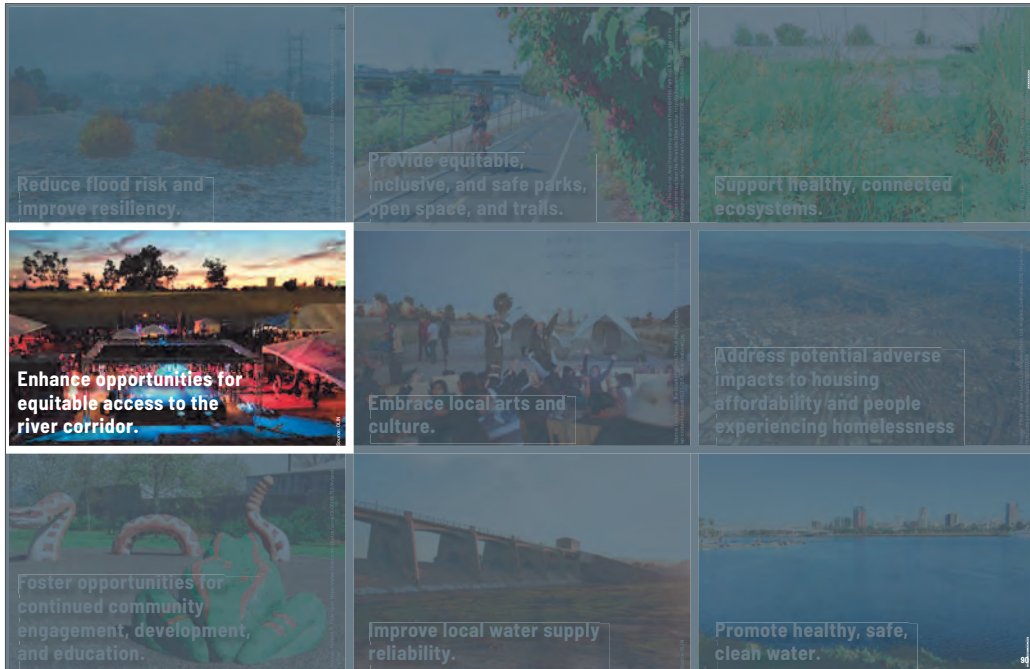 Reduce flood risk and
improve resiliency.
Provide equitable,
inclusive, and safe parks,
open space, and trails.
Support healthy, connected
ecosystems.
Enhance opportunities for
equitable access to the
river corridor.
Source: OLIN
Embrace local arts and
culture.
Address potential adverse
impacts to housing
affordability and people
experiencing homelessness
Foster opportunities for
continued community
engagement, development,
and education.
Improve local water supply
reliability.
Promote healthy, safe,
clean water.
90